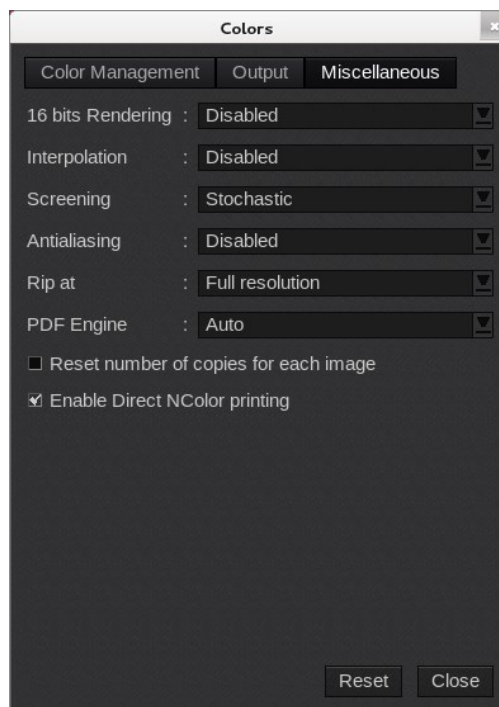 Colors
Color Management Output Miscellaneous
16 bits Rendering : Disabled
Interpolation : Disabled
Screening : Stochastic
Antialiasing : Disabled
Rip at : Full resolution
PDF Engine : Auto
Reset number of copies for each image
Enable Direct NColor printing
Reset Close